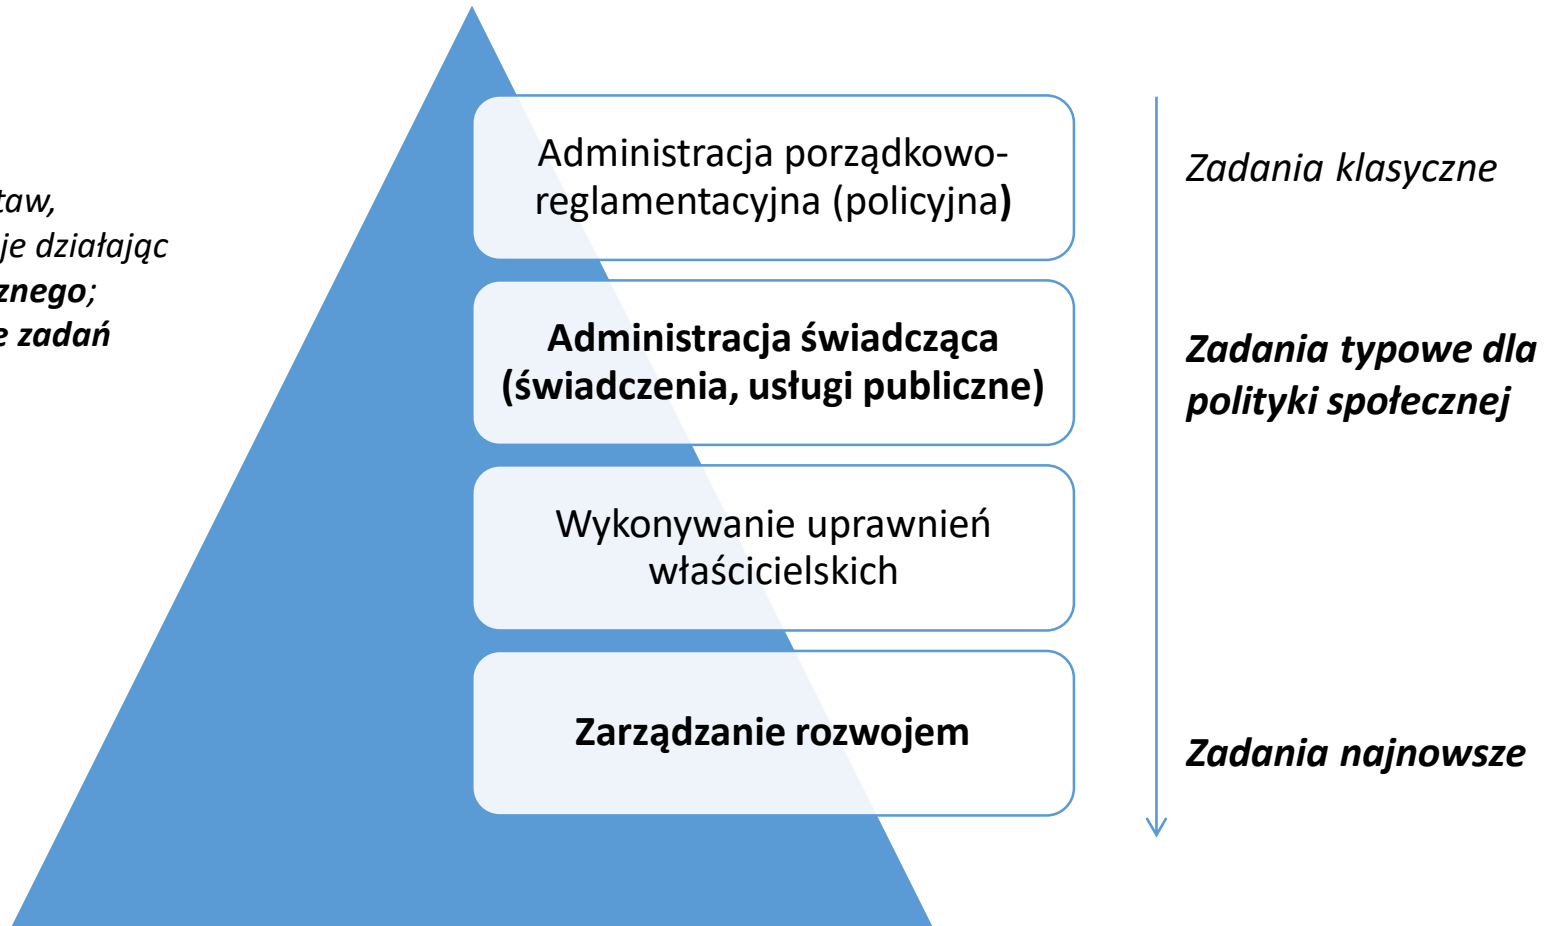 taw,
je działając
znego;
e zadań
Administracja porządkowo-
reglamentacyjna (policyjna)
Administracja świadcząca
(świadczenia, usługi publiczne)
Wykonywanie uprawnień
właścicielskich
Zarządzanie rozwojem
Zadania klasyczne
Zadania typowe dla
polityki społecznej
Zadania najnowsze